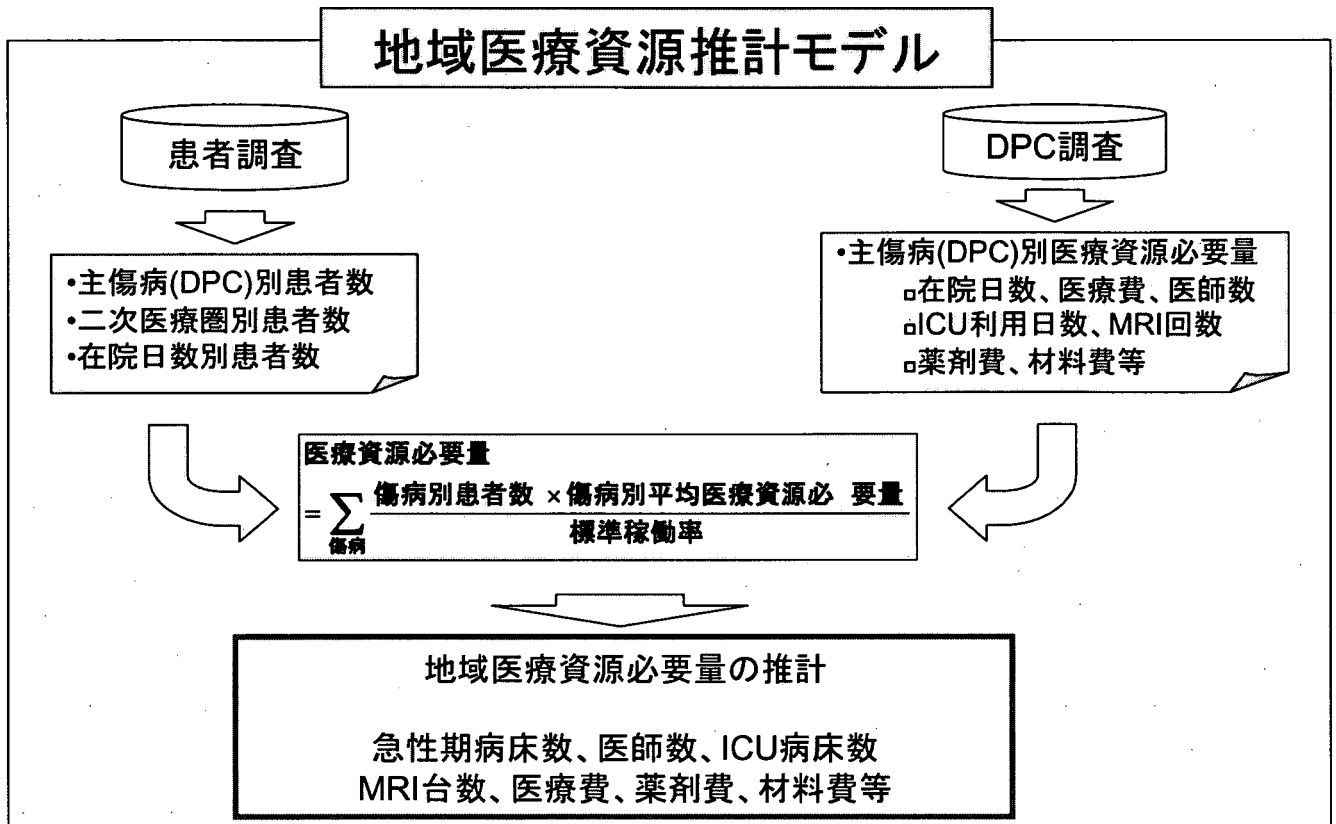 地域医療資源推計モデル
患者調査
•主傷病(DPC)別患者数
•二次医療圏別患者数
•在院日数別患者数
DPC調査
•主傷病(DPC)別医療資源必要量
□在院日数、医療費、医師数
□ICU利用日数、MRI回数
□薬剤費、材料費等
医療資源必要量
= ∑ 傷病別患者数 ×傷病別平均医療資源必 要量
標準稼働率
傷病
地域医療資源必要量の推計
急性期病床数、医師数、ICU病床数
MRI台数、医療費、薬剤費、材料費等